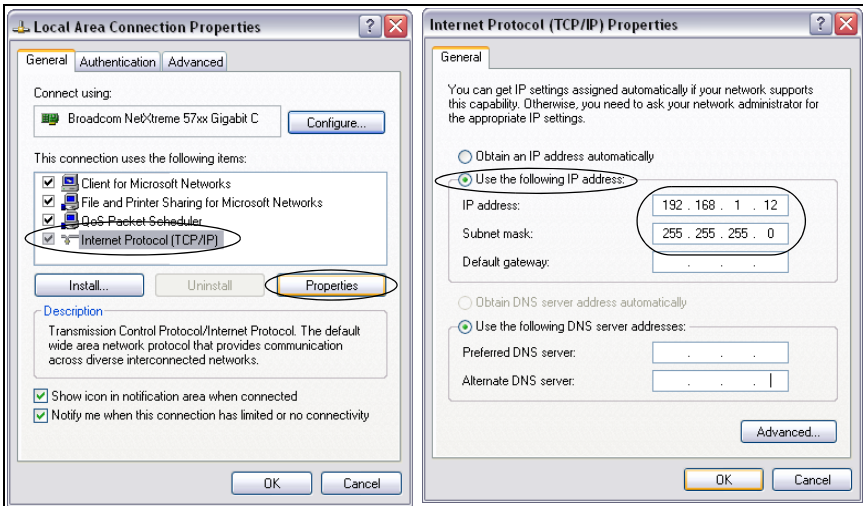 Local Area Connection Properties
General Authentication Advanced
Connect using:
Broadcom NetXtreme 57xx Gigabit C
Configure...
This connection uses the following items:
Client for Microsoft Networks
File and Printer Sharing for Microsoft Networks
QoS Packet Scheduler
Internet Protocol (TCP/IP)
Install... Uninstall Properties
Description
Transmission Control Protocol/Internet Protocol. The default
wide area network protocol that provides communication
across diverse interconnected networks.
Show icon in notification area when connected
Notify me when this connection has limited or no connectivity
OK Cancel
Internet Protocol (TCP/IP) Properties
General
You can get IP settings assigned automatically if your network supports
this capability. Otherwise, you need to ask your network administrator for
the appropriate IP settings.
Obtain an IP address automatically
Use the following IP address:
IP address: 192 . 168 . 1 . 12
Subnet mask: 255 . 255 . 255 . 0
Default gateway: . . .
Obtain DNS server address automatically
Use the following DNS server addresses:
Preferred DNS server: . . .
Alternate DNS server: . . .
Advanced...
OK Cancel